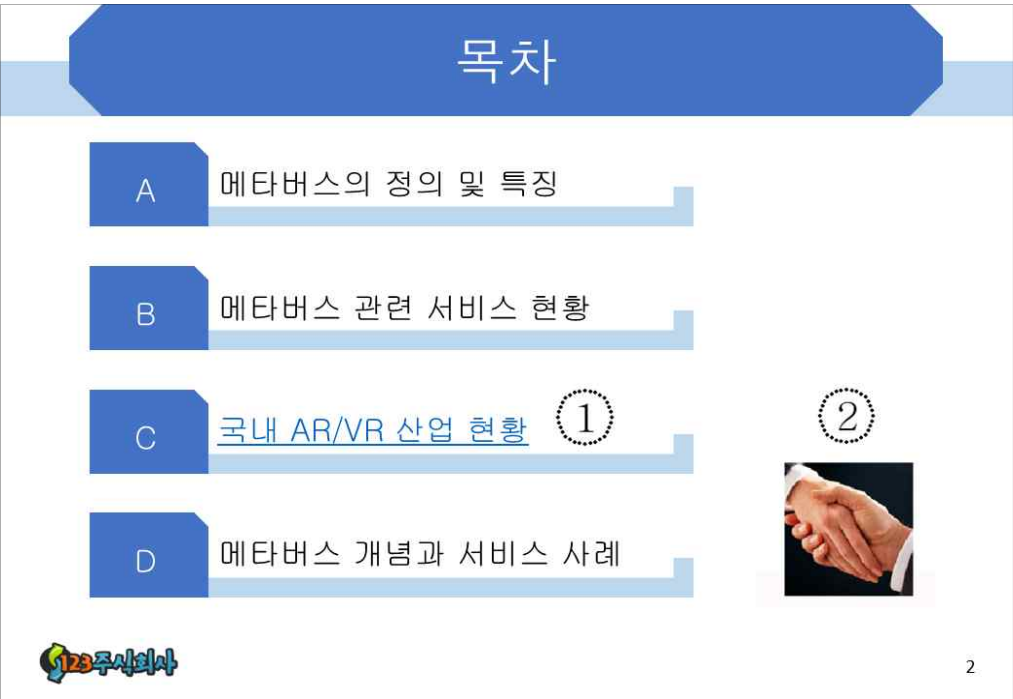 목차
A
메타버스의 정의 및 특징
B
메타버스 관련 서비스 현황
C
국내 AR/VR 산업 현황
①
②
D
메타버스 개념과 서비스 사례
123주식회사
2